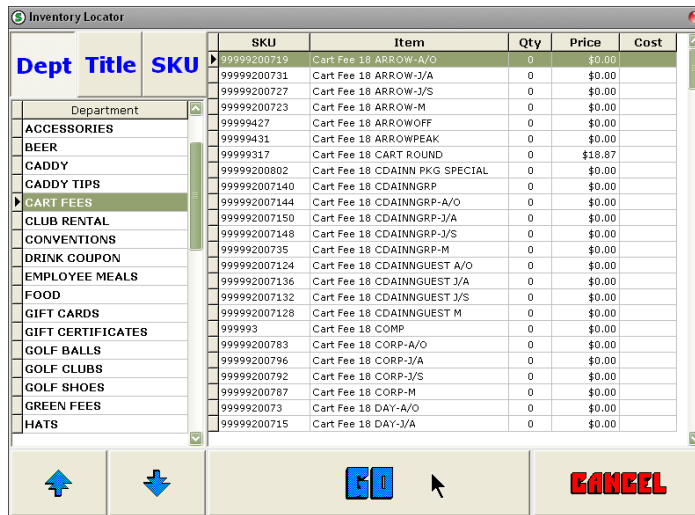 Inventory Locator
Dept Title SKU
Department
ACCESSORIES
BEER
CADDY
CADDY TIPS
CART FEES
CLUB RENTAL
CONVENTIONS
DRINK COUPON
EMPLOYEE MEALS
FOOD
GIFT CARDS
GIFT CERTIFICATES
GOLF BALLS
GOLF CLUBS
GOLF SHOES
GREEN FEES
HATS
SKU Item Qty Price Cost
99999200719 Cart Fee 18 ARROW-A/O 0 $0.00
99999200731 Cart Fee 18 ARROW-J/A 0 $0.00
99999200727 Cart Fee 18 ARROW-J/S 0 $0.00
99999200723 Cart Fee 18 ARROW-M 0 $0.00
99999427 Cart Fee 18 ARROWOFF 0 $0.00
99999431 Cart Fee 18 ARROWPEAK 0 $0.00
99999317 Cart Fee 18 CART ROUND 0 $18.87
99999200802 Cart Fee 18 CDAINN PKG SPECIAL 0 $0.00
999992007140 Cart Fee 18 CDAINNGRP 0 $0.00
999992007144 Cart Fee 18 CDAINNGRP-A/O 0 $0.00
999992007150 Cart Fee 18 CDAINNGRP-J/A 0 $0.00
999992007148 Cart Fee 18 CDAINNGRP-J/S 0 $0.00
99999200735 Cart Fee 18 CDAINNGRP-M 0 $0.00
999992007124 Cart Fee 18 CDAINNGUEST A/O 0 $0.00
999992007136 Cart Fee 18 CDAINNGUEST J/A 0 $0.00
999992007132 Cart Fee 18 CDAINNGUEST J/S 0 $0.00
999992007128 Cart Fee 18 CDAINNGUEST M 0 $0.00
999993 Cart Fee 18 COMP 0 $0.00
99999200783 Cart Fee 18 CORP-A/O 0 $0.00
99999200796 Cart Fee 18 CORP-J/A 0 $0.00
99999200792 Cart Fee 18 CORP-J/S 0 $0.00
99999200787 Cart Fee 18 CORP-M 0 $0.00
9999920073 Cart Fee 18 DAY-A/O 0 $0.00
99999200715 Cart Fee 18 DAY-J/A 0 $0.00
GO CANCEL